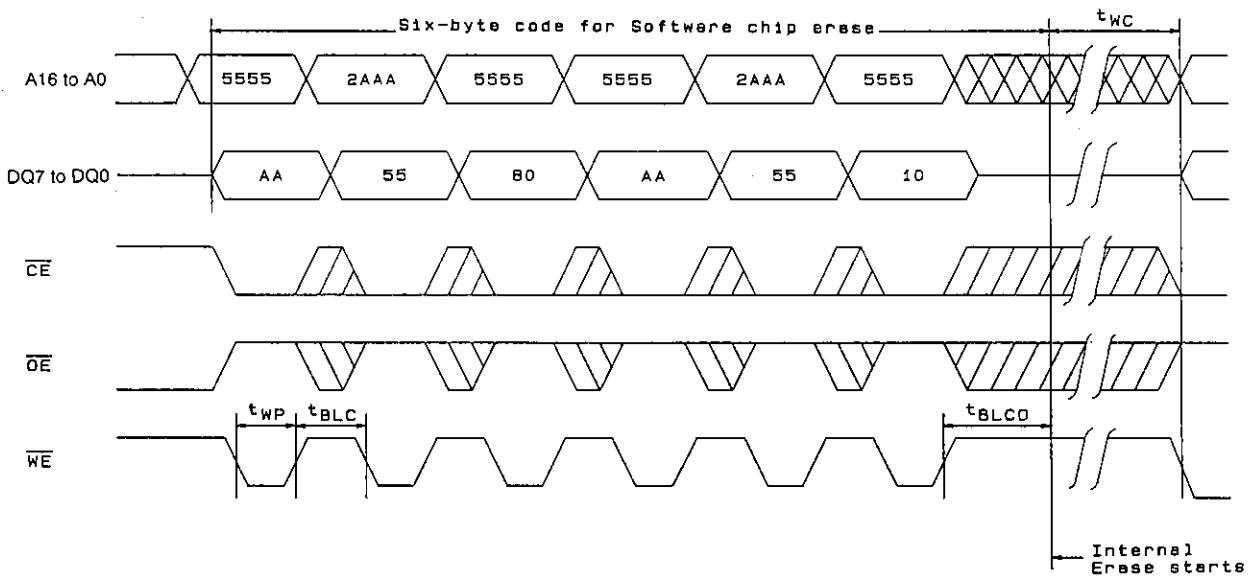 Six-byte code for Software chip erase
tWC
A16 to A0
5555 2AAA 5555 5555 2AAA 5555
DQ7 to DQ0
AA 55 80 AA 55 10
CE
OE
tWP tBLC tBLCO
WE
Internal
Erase starts